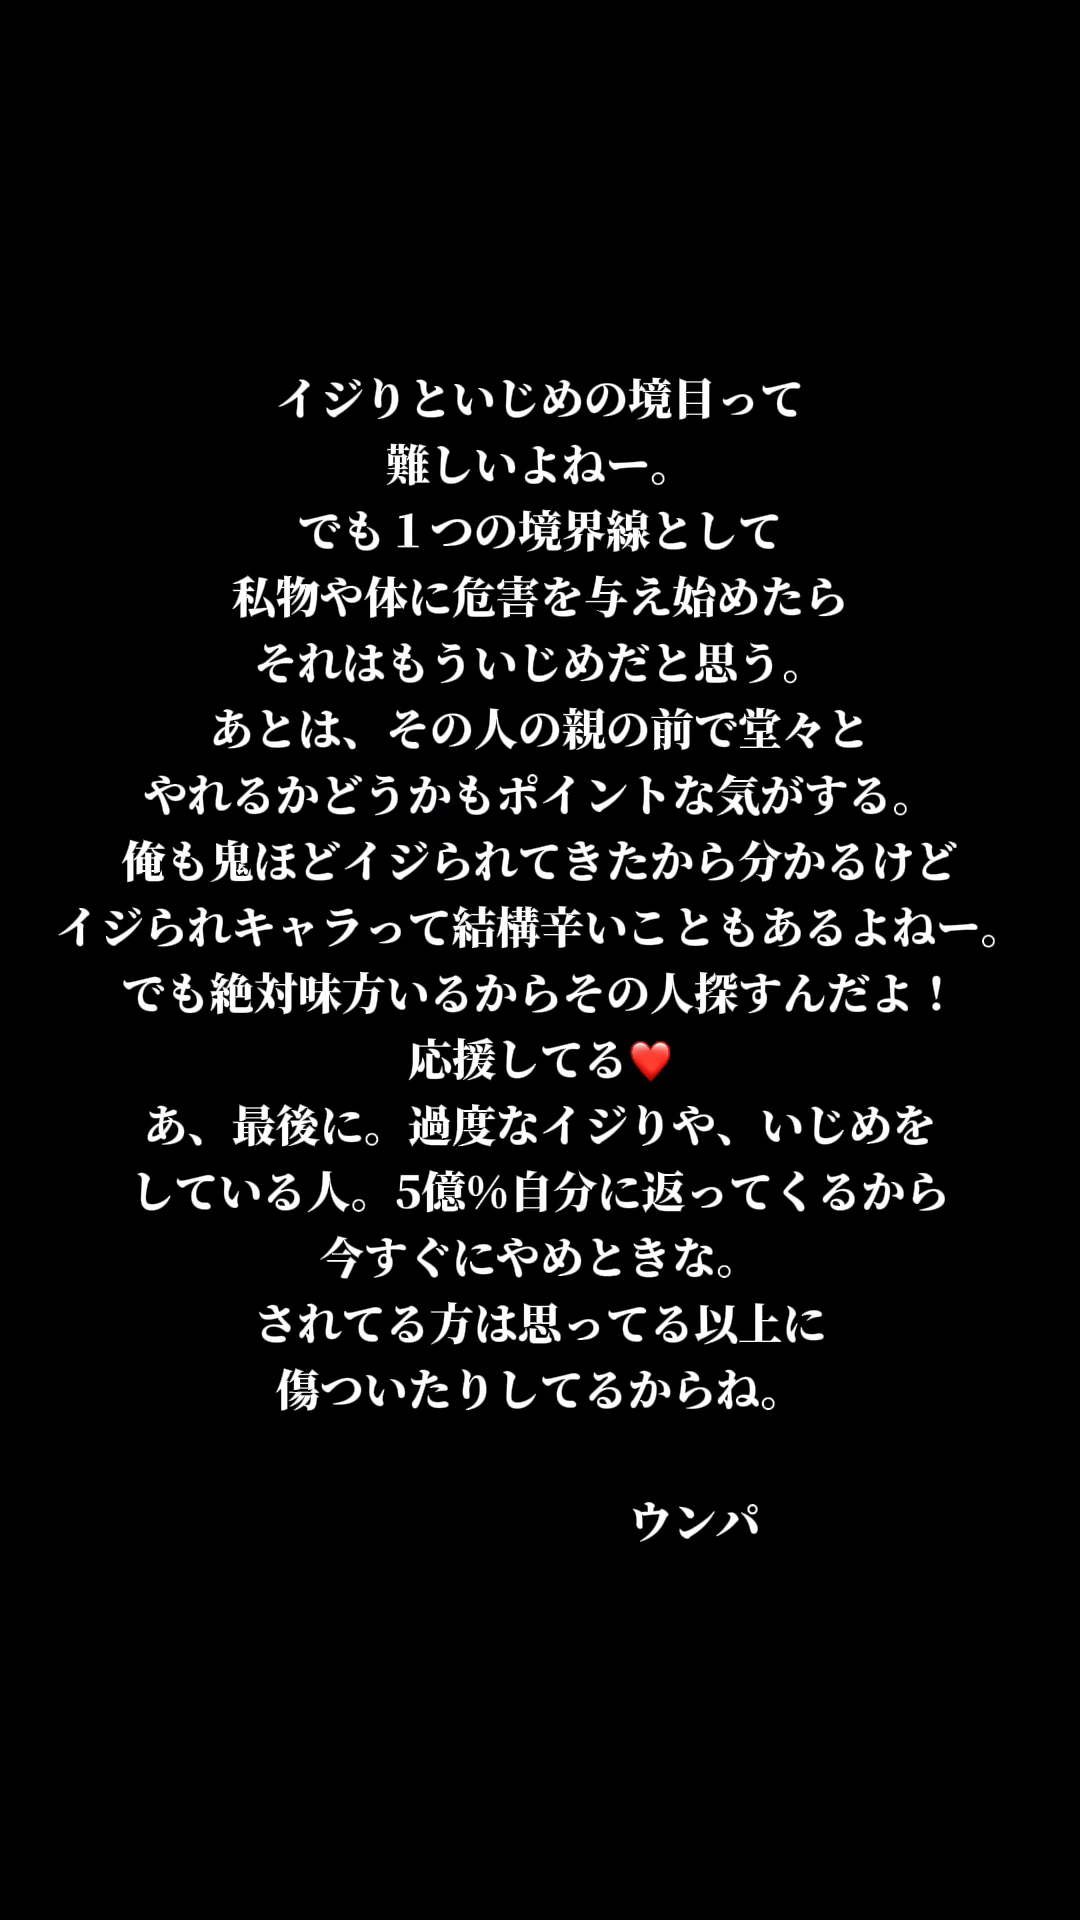 イジりといじめの境目って
難しいよねー。
でも１つの境界線として
私物や体に危害を与え始めたら
それはもういじめだと思う。
あとは、その人の親の前で堂々と
やれるかどうかもポイントな気がする。
俺も鬼ほどイジられてきたから分かるけど
イジられキャラって結構辛いこともあるよねー。
でも絶対味方いるからその人探すんだよ！
応援してる❤️
あ、最後に。過度なイジりや、いじめを
している人。5億%自分に返ってくるから
今すぐにやめときな。
されてる方は思ってる以上に
傷ついたりしてるからね。
ウンパ